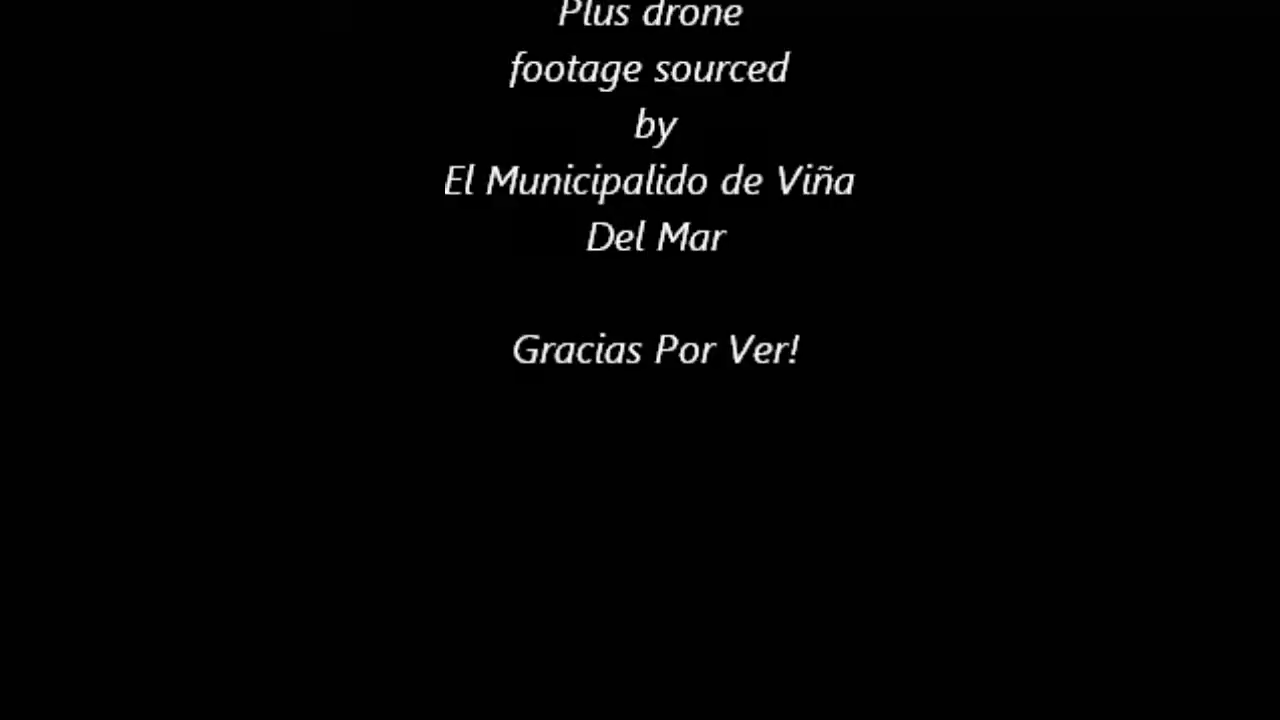 Plus drone
footage sourced
by
El Municipalido de Viña
Del Mar
Gracias Por Ver!